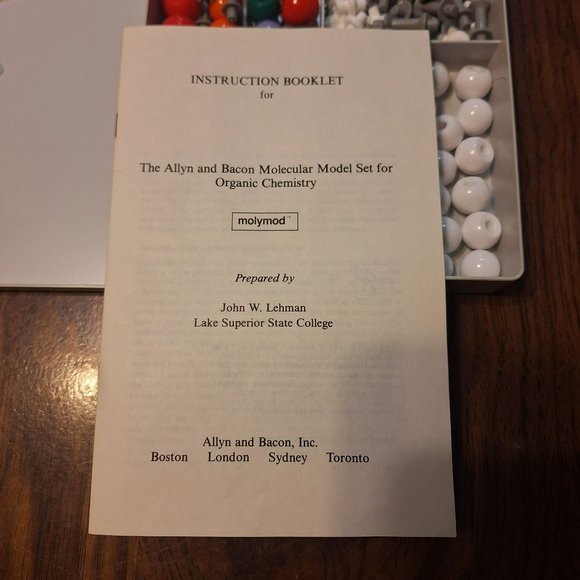 INSTRUCTION BOOKLET
for
The Allyn and Bacon Molecular Model Set for
Organic Chemistry
molymod™
Prepared by
John W. Lehman
Lake Superior State College
Allyn and Bacon, Inc.
Boston London Sydney Toronto